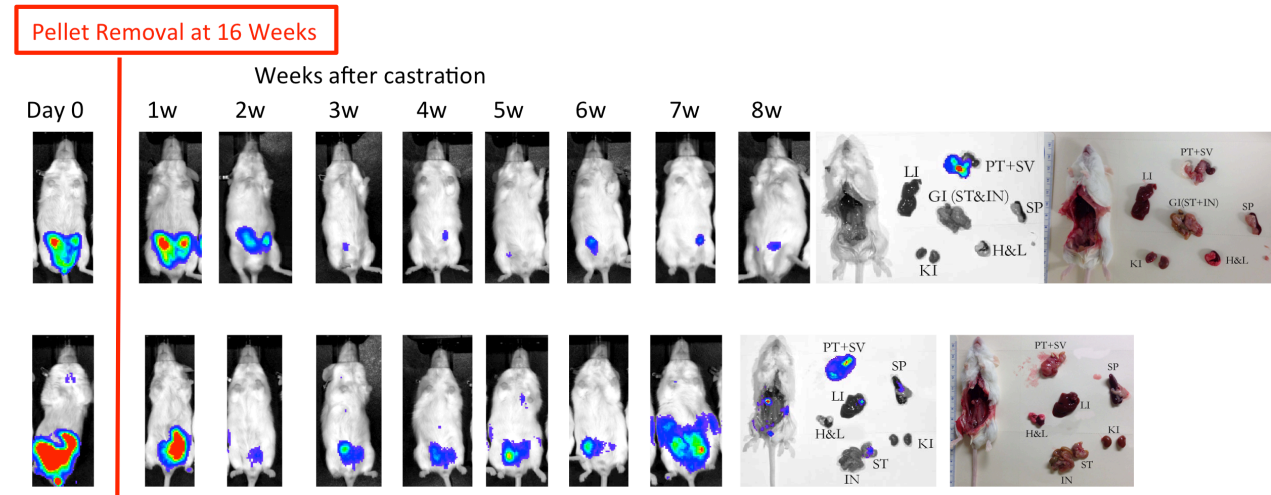 Pellet Removal at 16 Weeks
Weeks after castration
Day 0 1w 2w 3w 4w 5w 6w 7w 8w
PT+SV
LI
GI (ST&IN)
SP
H&L
KI
PT+SV
LI
GI(ST+IN)
SP
KI
H&L
PT+SV
SP
LI
H&L
KI
ST
IN
PT+SV
SP
LI
H&L
KI
ST
IN